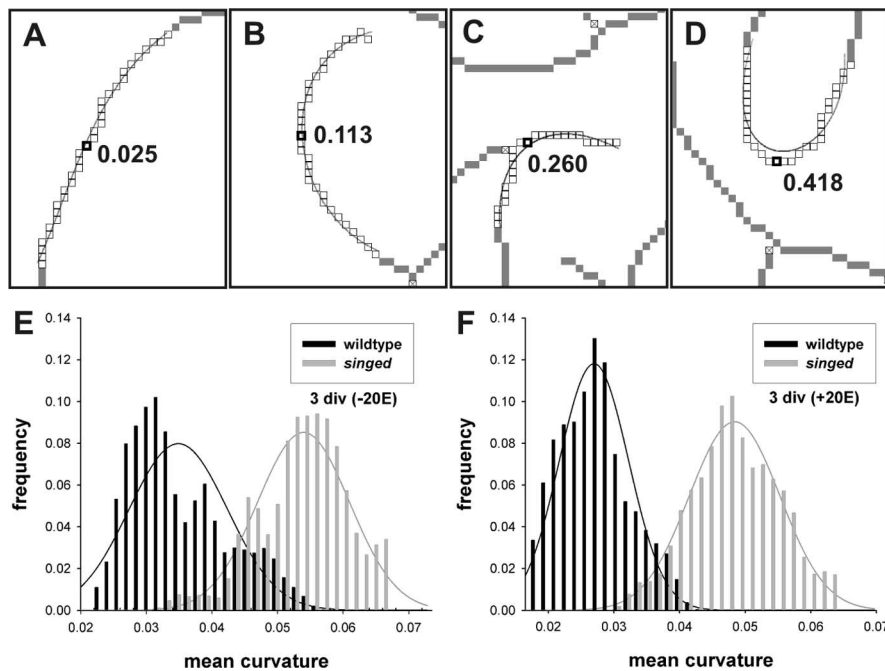 A
B
C
D
0.025
0.113
0.260
0.418
E
0.14
0.12
0.10
0.08
0.06
0.04
0.02
0.00
frequency
wildtype
singed
3 div (-20E)
0.02 0.03 0.04 0.05 0.06 0.07
mean curvature
F
0.14
0.12
0.10
0.08
0.06
0.04
0.02
0.00
frequency
wildtype
singed
3 div (+20E)
0.02 0.03 0.04 0.05 0.06 0.07
mean curvature